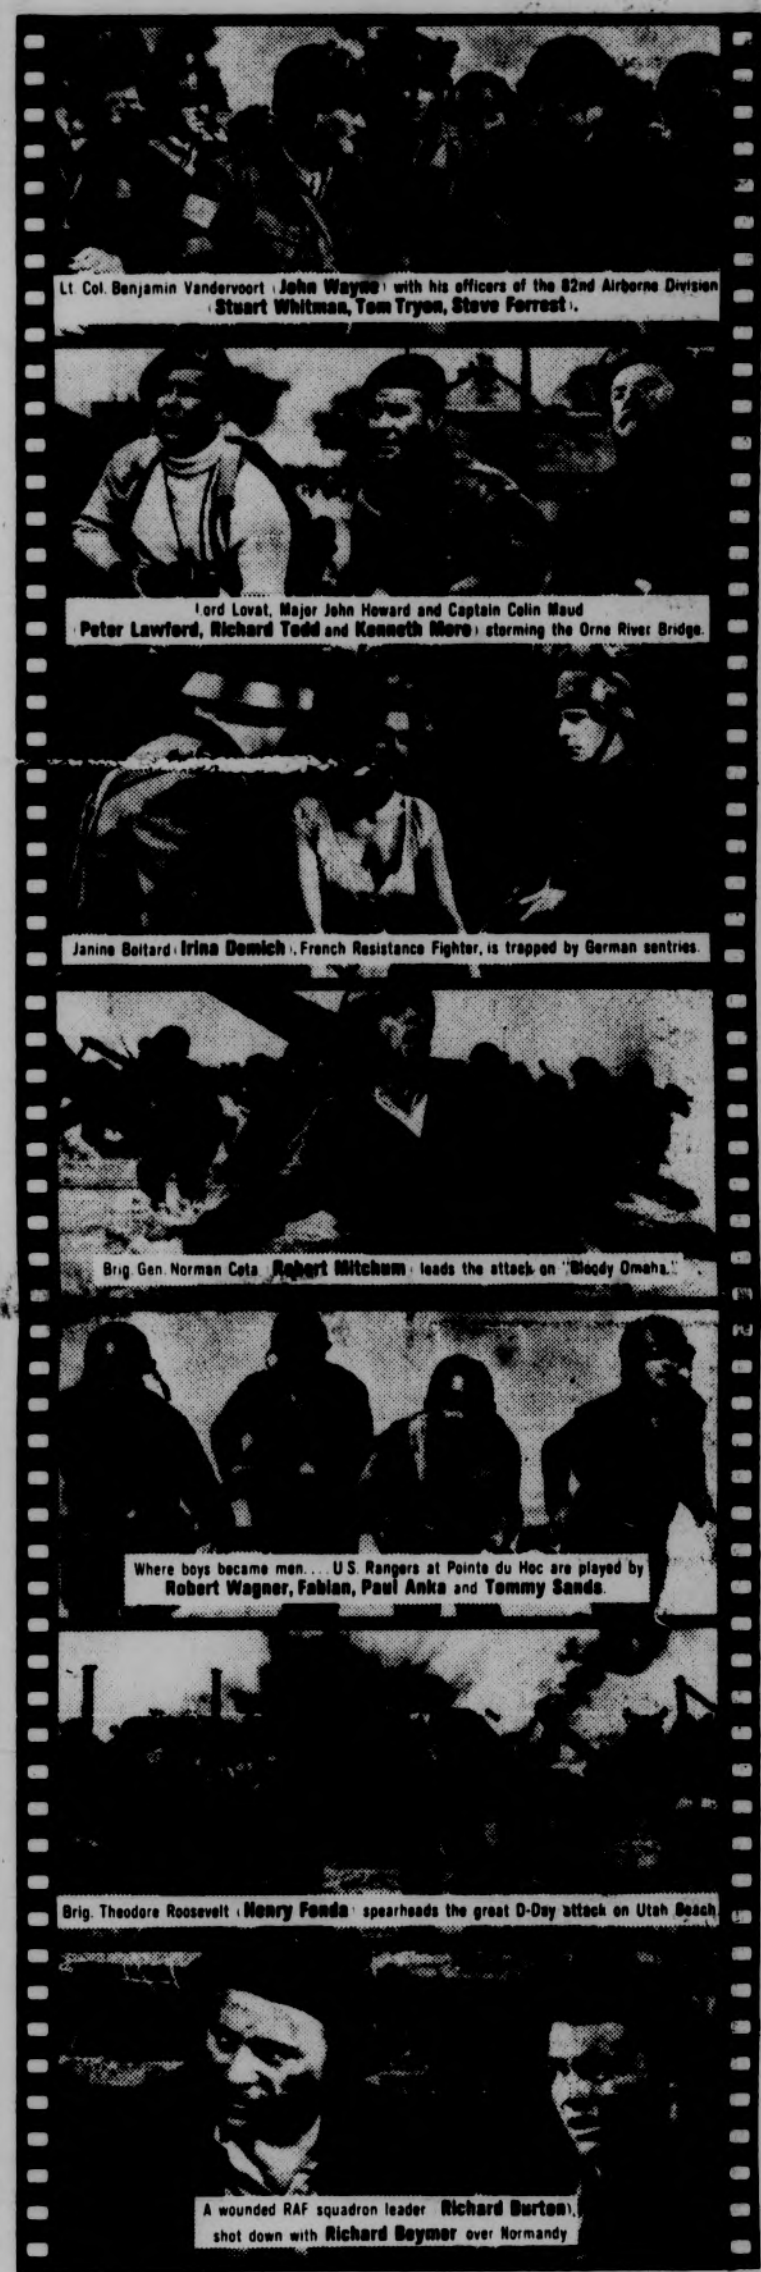 Lt. Col. Benjamin Vandervoort (John Wayne) with his officers of the 82nd Airborne Division
(Stuart Whitman, Tom Tryon, Steve Forrest).
Lord Lovat, Major John Howard and Captain Colin Maud
(Peter Lawford, Richard Todd and Kenneth More) storming the Orne River Bridge.
Janine Boitard (Irina Demich), French Resistance Fighter, is trapped by German sentries.
Brig. Gen. Norman Cota (Robert Mitchum) leads the attack on "Bloody Omaha."
Where boys became men....U.S. Rangers at Pointe du Hoc are played by
Robert Wagner, Fabian, Paul Anka and Tommy Sands.
Brig. Theodore Roosevelt (Henry Fonda) spearheads the great D-Day attack on Utah Beach.
A wounded RAF squadron leader (Richard Burton),
shot down with Richard Beymer over Normandy